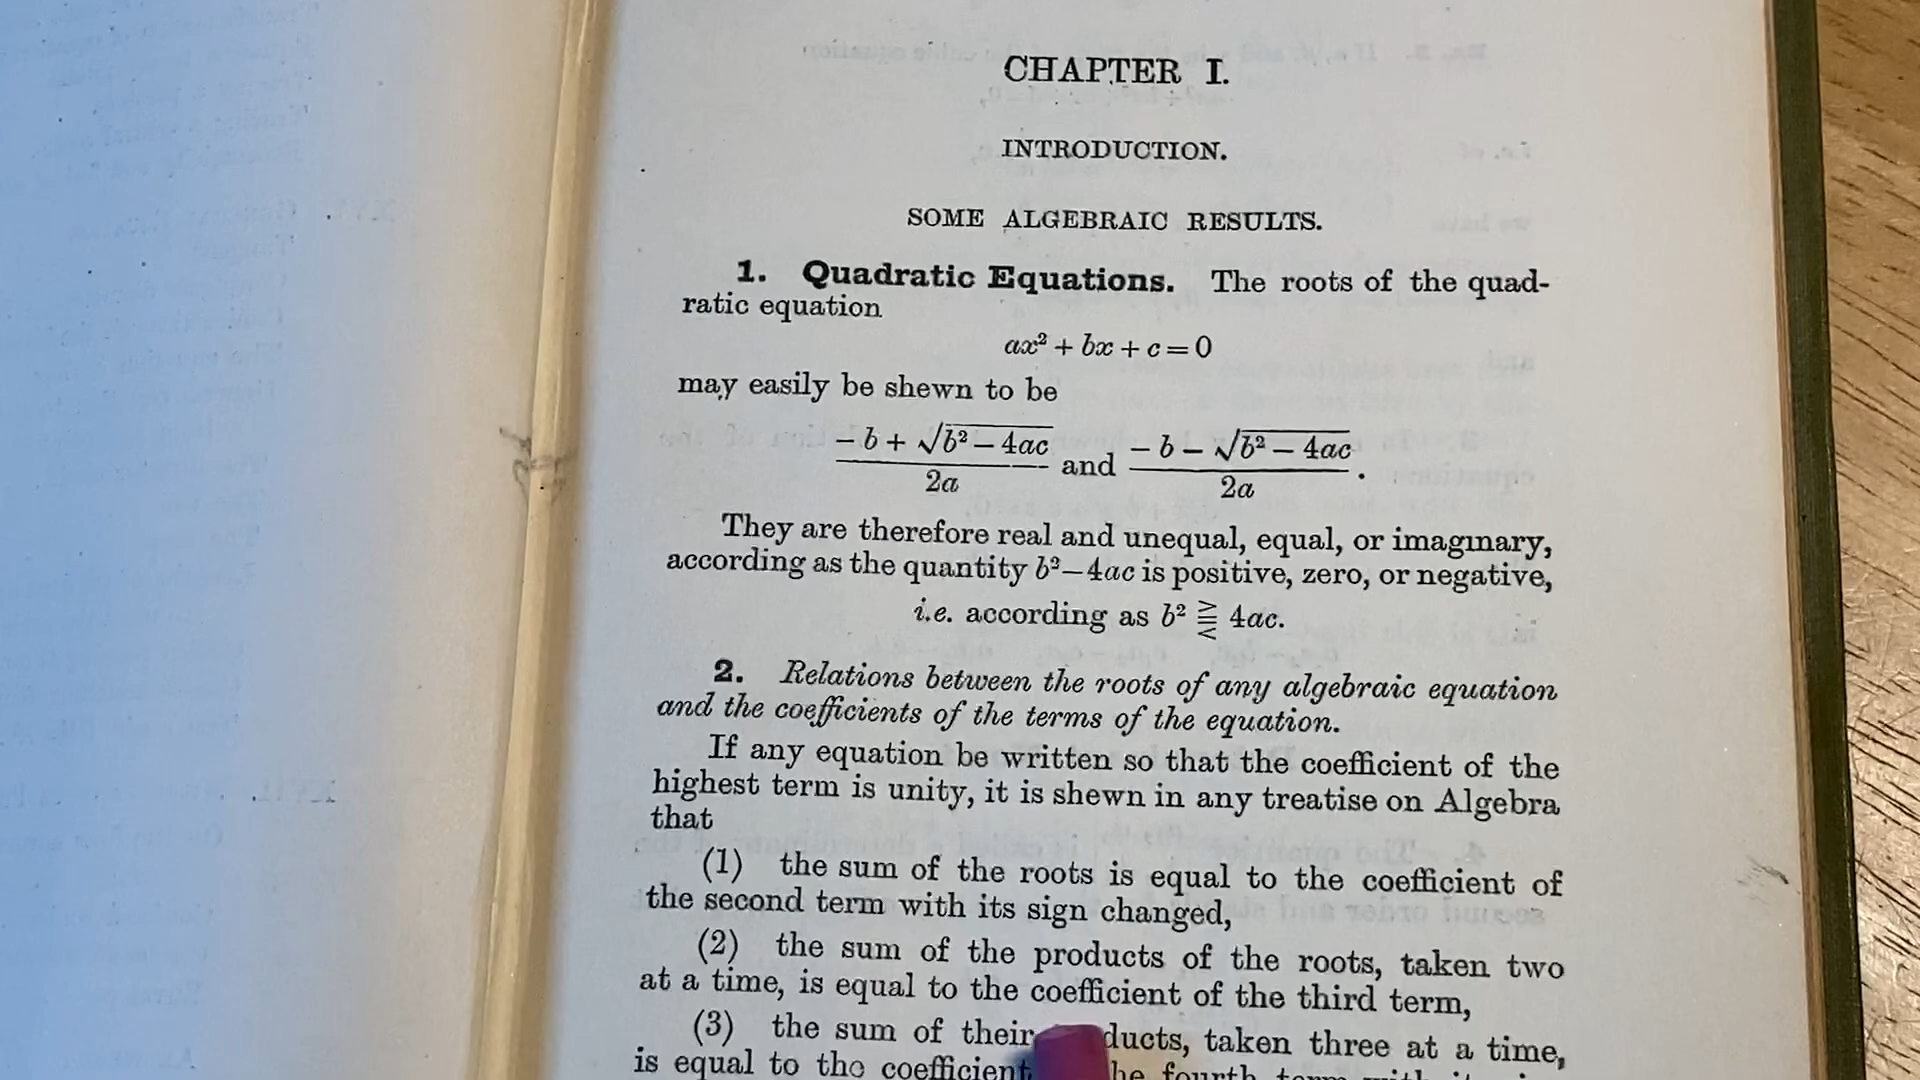 CHAPTER I.
INTRODUCTION.
SOME ALGEBRAIC RESULTS.
1. Quadratic Equations. The roots of the quad-
ratic equation
ax² + bx + c = 0
may easily be shewn to be
−b + √b² − 4ac / 2a and −b − √b² − 4ac / 2a .
They are therefore real and unequal, equal, or imaginary,
according as the quantity b² − 4ac is positive, zero, or negative,
i.e. according as b² ⋛ 4ac.
2. Relations between the roots of any algebraic equation
and the coefficients of the terms of the equation.
If any equation be written so that the coefficient of the
highest term is unity, it is shewn in any treatise on Algebra
that
(1) the sum of the roots is equal to the coefficient of
the second term with its sign changed,
(2) the sum of the products of the roots, taken two
at a time, is equal to the coefficient of the third term,
(3) the sum of their ducts, taken three at a time,
is equal to the coefficient he fourth term with its